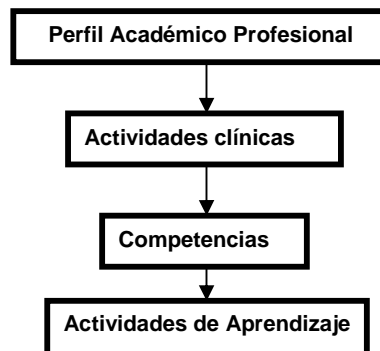 Perfil Académico Profesional
Actividades clínicas
Competencias
Actividades de Aprendizaje